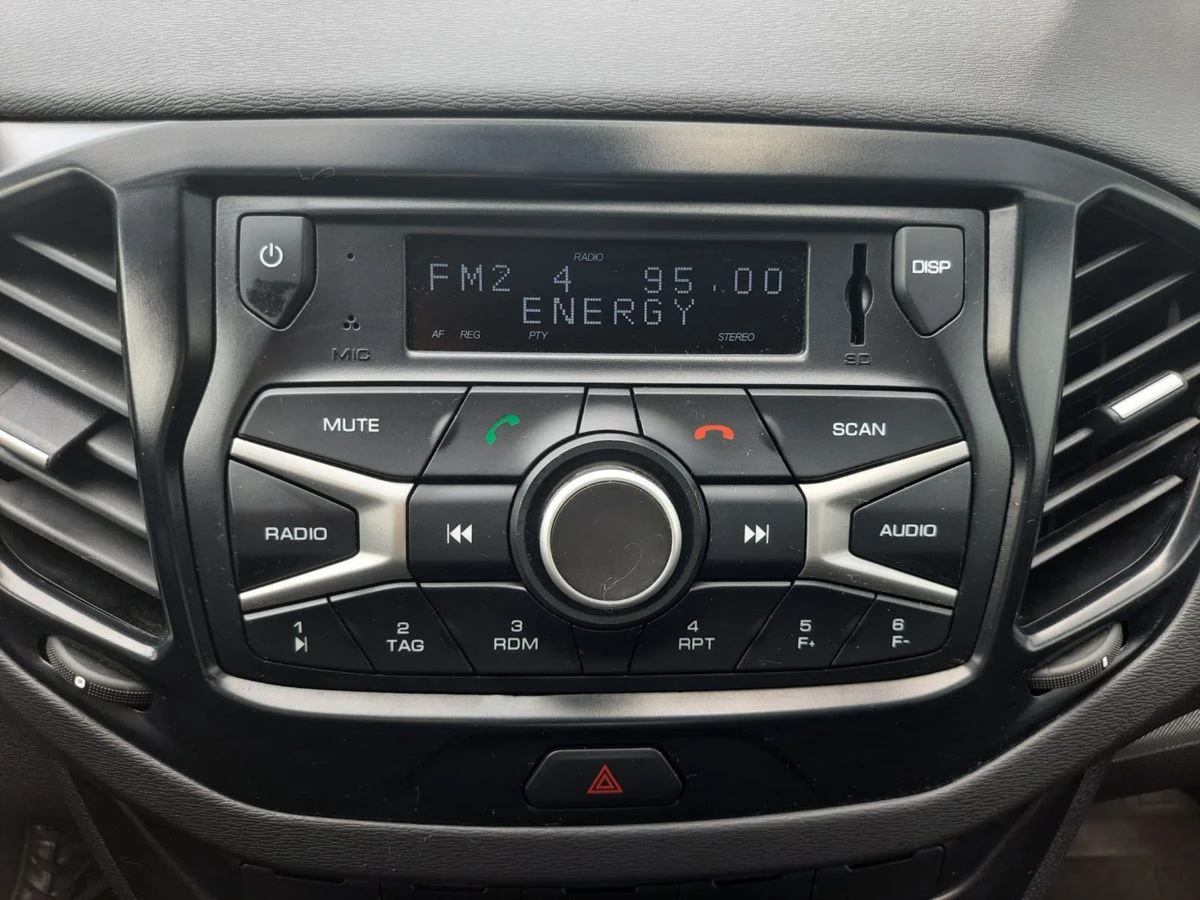 RADIO
FM2 4 95.00
ENERGY
AF REG PTY STEREO
DISP
MIC
SD
MUTE
SCAN
RADIO
AUDIO
1
2
TAG
3
RDM
4
RPT
5
F+
6
F-